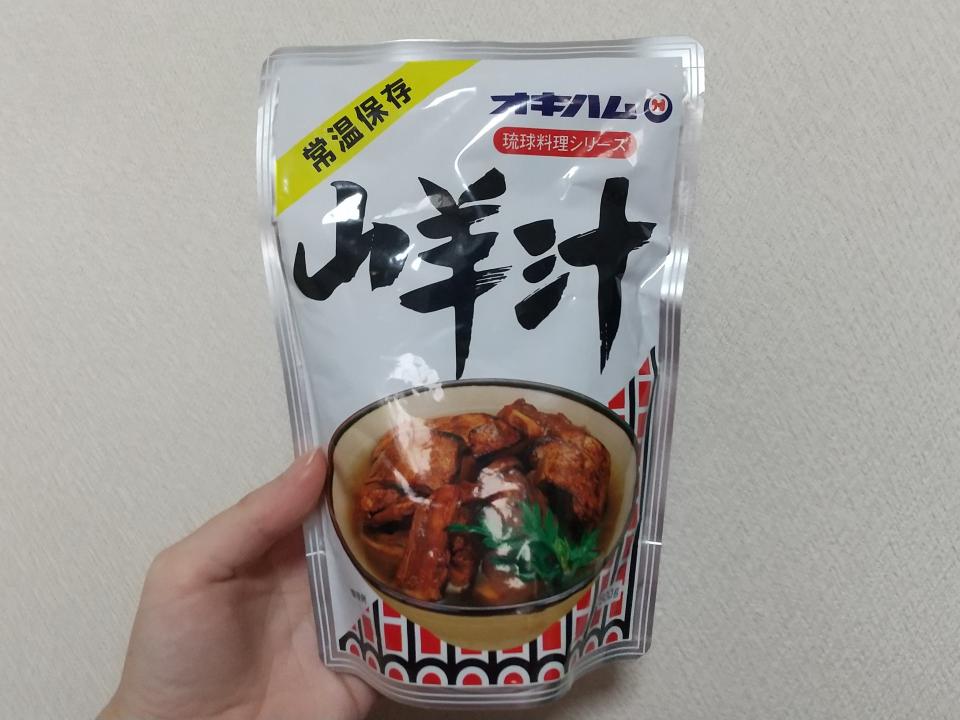 常温保存
オキハム
琉球料理シリーズ
山羊汁